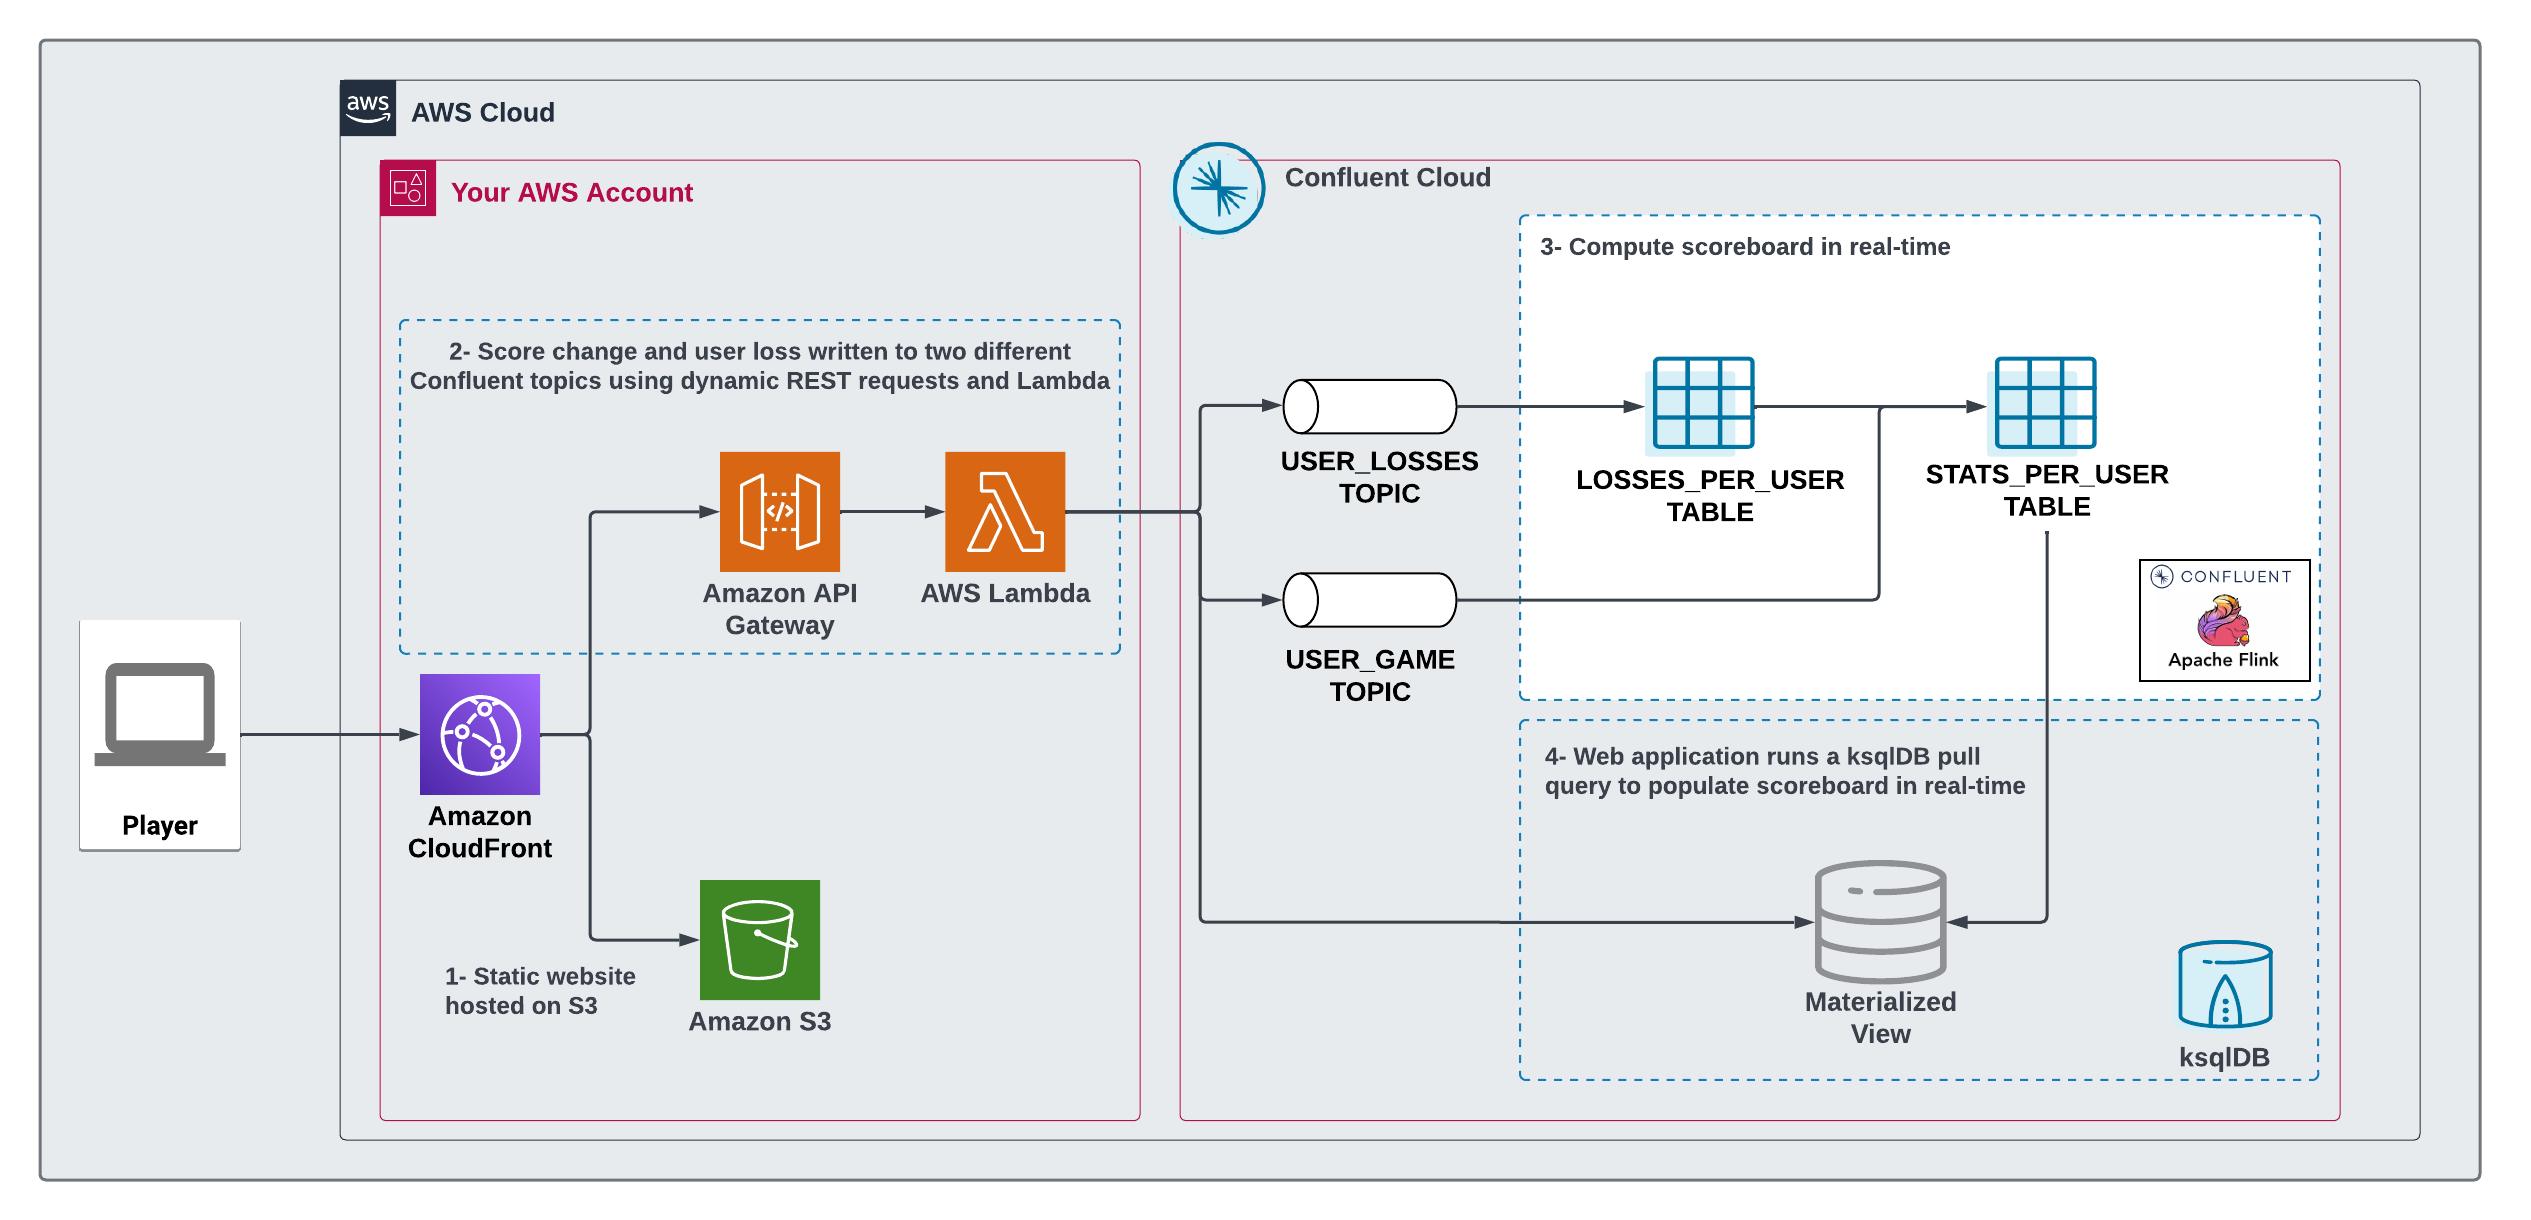 aws
AWS Cloud
Your AWS Account
Confluent Cloud
3- Compute scoreboard in real-time
2- Score change and user loss written to two different
Confluent topics using dynamic REST requests and Lambda
USER_LOSSES
TOPIC
LOSSES_PER_USER
TABLE
STATS_PER_USER
TABLE
</>
Amazon API
Gateway
AWS Lambda
CONFLUENT
Apache Flink
USER_GAME
TOPIC
Player
Amazon
CloudFront
4- Web application runs a ksqlDB pull
query to populate scoreboard in real-time
1- Static website
hosted on S3
Amazon S3
Materialized
View
ksqlDB